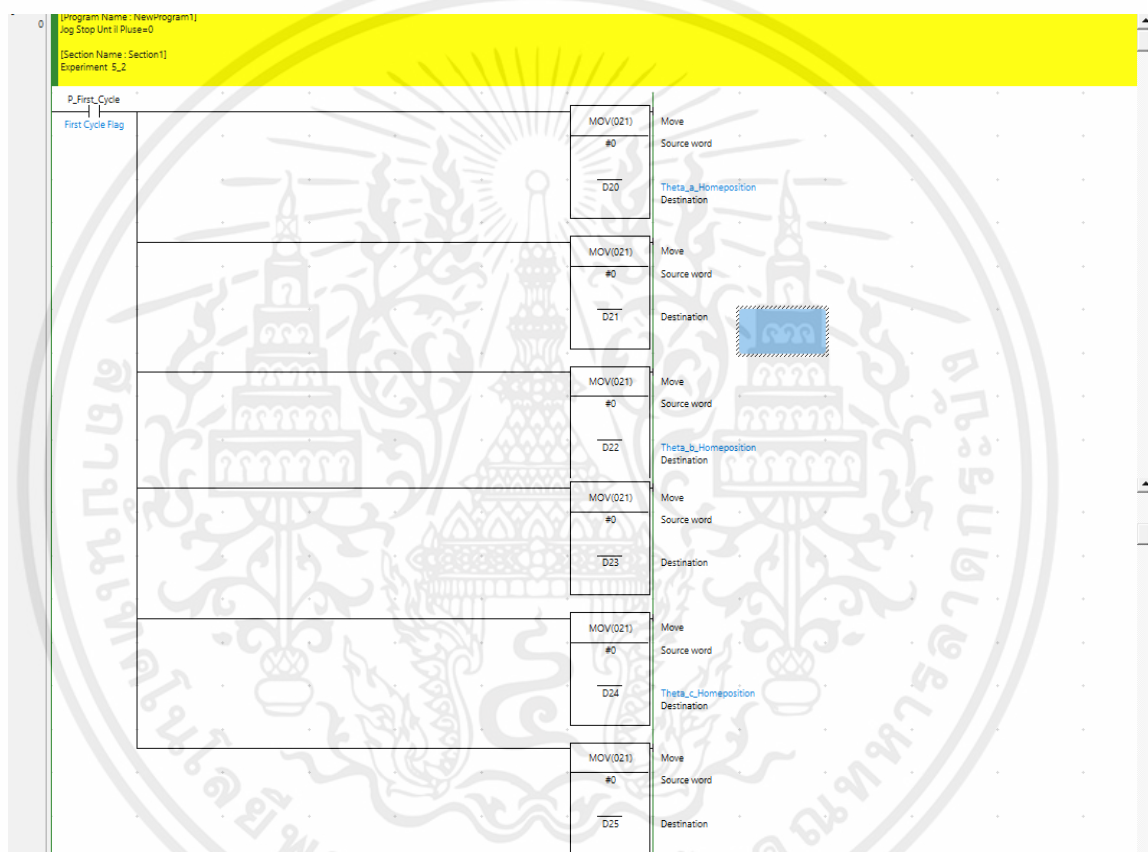 0
[Program Name : NewProgram1]
Jog Stop Unt il Pluse=0
[Section Name : Section1]
Experiment 5_2
P_First_Cycle
First Cycle Flag
MOV(021) Move
#0 Source word
D20 Theta_a_Homeposition
Destination
MOV(021) Move
#0 Source word
D21 Destination
MOV(021) Move
#0 Source word
D22 Theta_b_Homeposition
Destination
MOV(021) Move
#0 Source word
D23 Destination
MOV(021) Move
#0 Source word
D24 Theta_c_Homeposition
Destination
MOV(021) Move
#0 Source word
D25 Destination